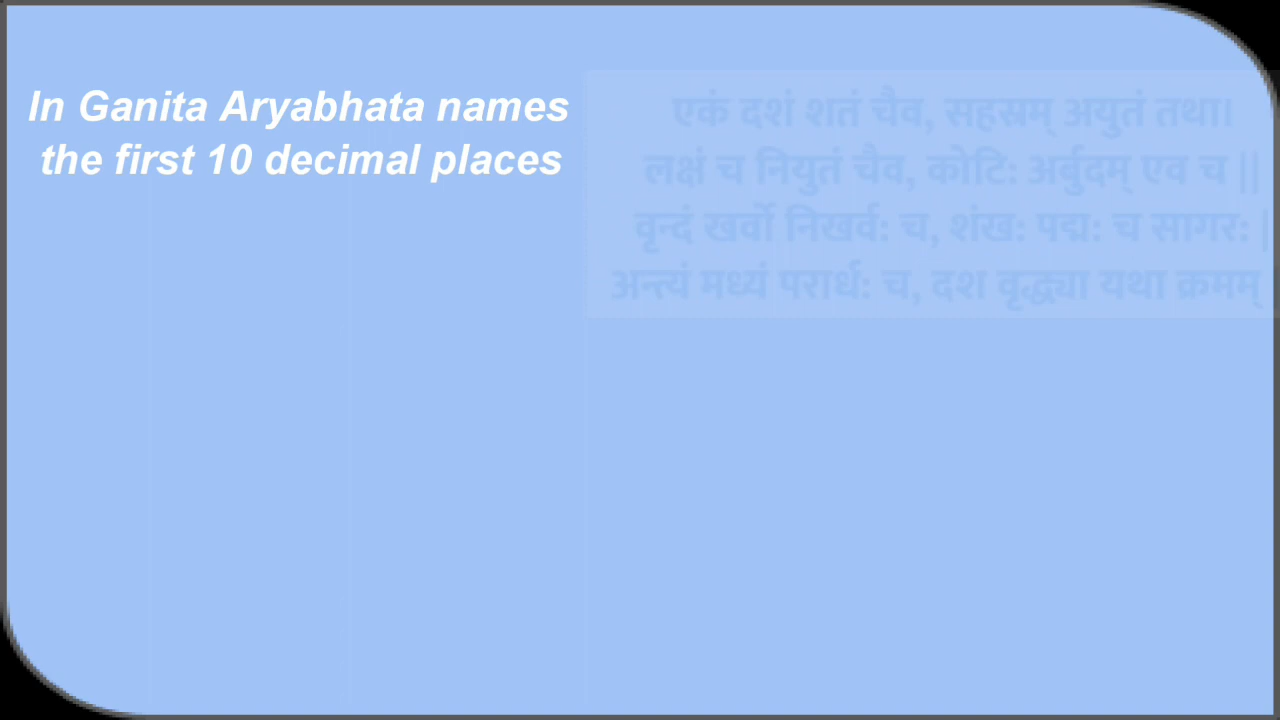 In Ganita Aryabhata names
the first 10 decimal places
एकं दशं शतं चैव, सहस्रम् अयुतं तथा।
लक्षं च नियुतं चैव, कोटि: अर्बुदम् एव च ||
वृन्दं खर्वो निखर्व: च, शंख: पद्म: च सागर: |
अन्त्यं मध्यं परार्ध: च, दश वृद्ध्या यथा क्रमम्